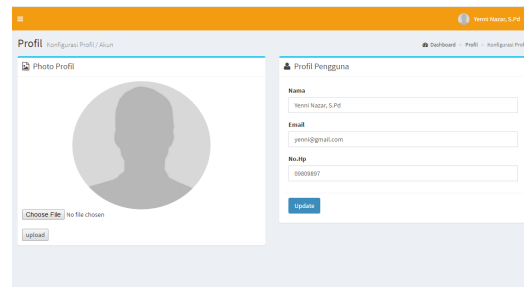 Yenni Nazar, S.Pd
Profil Konfigurasi Profil / Akun
Dashboard > Profil > Konfigurasi Prof
Photo Profil
Choose File No file chosen
upload
Profil Pengguna
Nama
Yenni Nazar, S.Pd
Email
yenni@gmail.com
No.Hp
09809897
Update